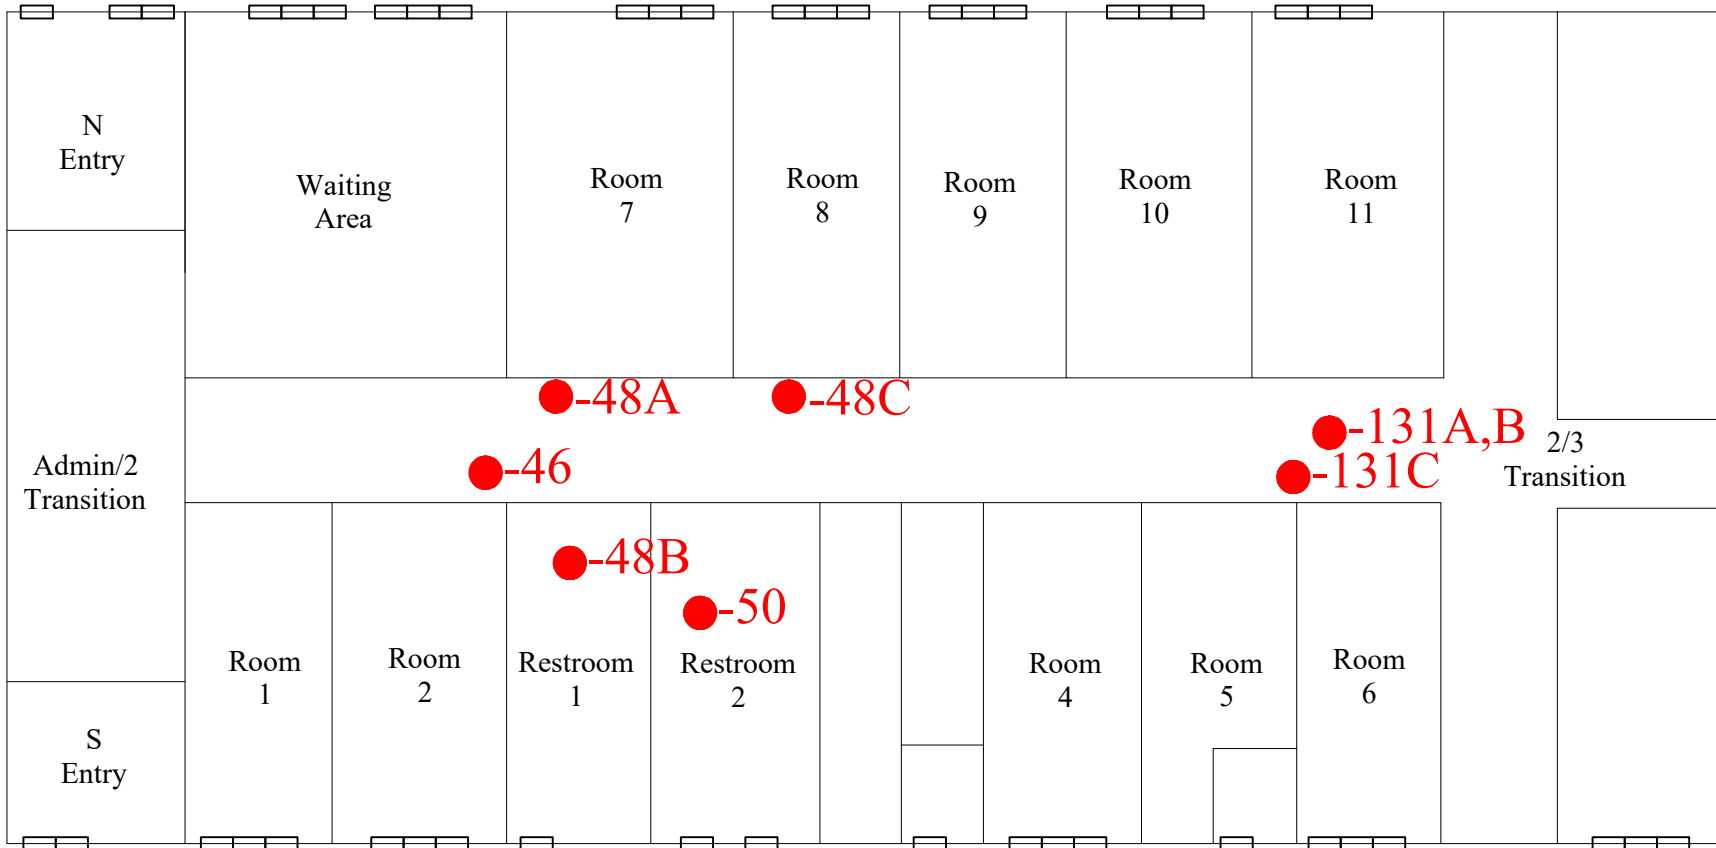 N
Entry
Waiting
Area
Room
7
Room
8
Room
9
Room
10
Room
11
-48A
-48C
-131A,B
-46
-131C
2/3
Transition
Admin/2
Transition
-48B
-50
Room
1
Room
2
Restroom
1
Restroom
2
Room
4
Room
5
Room
6
S
Entry